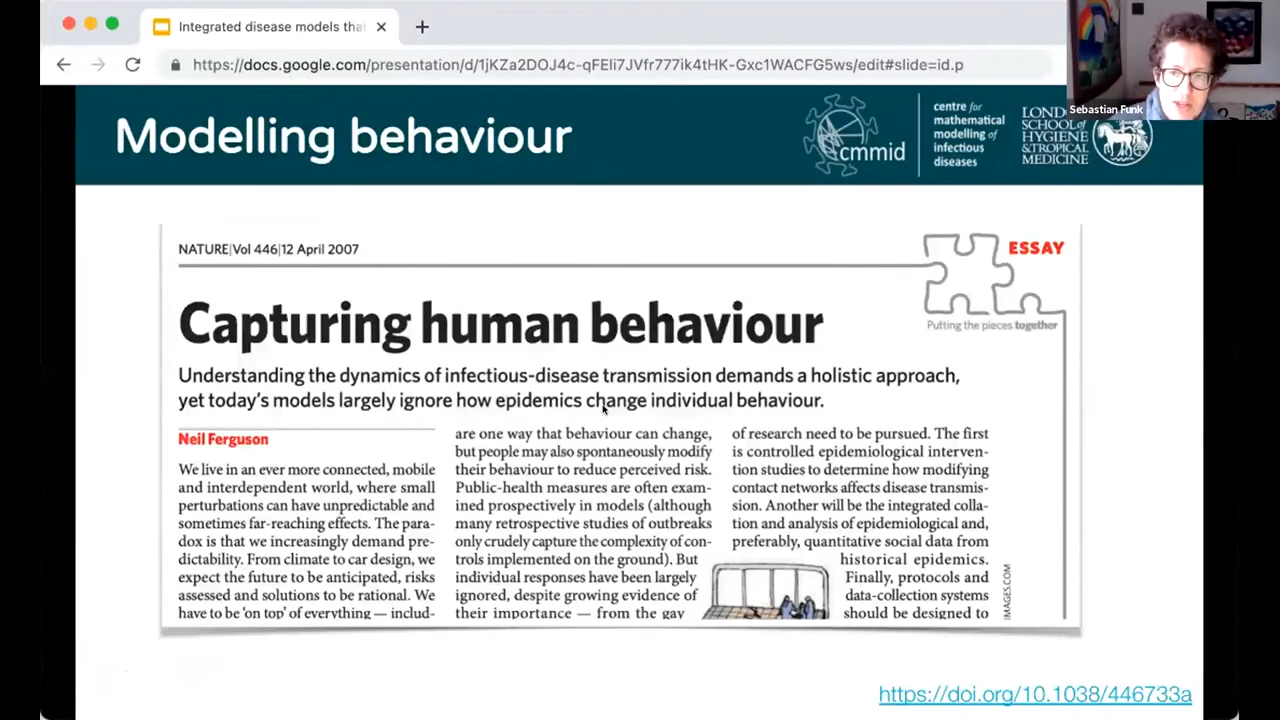 Integrated disease models tha
https://docs.google.com/presentation/d/1jKZa2DOJ4c-qFEli7JVfr777ik4tHK-Gxc1WACFG5ws/edit#slide=id.p
Sebastian Funk
Modelling behaviour
cmmid
centre for
mathematical
modelling of
infectious
diseases
LONDON
SCHOOL of
HYGIENE
& TROPICAL
MEDICINE
NATURE|Vol 446|12 April 2007
ESSAY
Putting the pieces together
Capturing human behaviour
Understanding the dynamics of infectious-disease transmission demands a holistic approach,
yet today's models largely ignore how epidemics change individual behaviour.
Neil Ferguson
We live in an ever more connected, mobile
and interdependent world, where small
perturbations can have unpredictable and
sometimes far-reaching effects. The para-
dox is that we increasingly demand pre-
dictability. From climate to car design, we
expect the future to be anticipated, risks
assessed and solutions to be rational. We
have to be 'on top' of everything — includ-
are one way that behaviour can change,
but people may also spontaneously modify
their behaviour to reduce perceived risk.
Public-health measures are often exam-
ined prospectively in models (although
many retrospective studies of outbreaks
only crudely capture the complexity of con-
trols implemented on the ground). But
individual responses have been largely
ignored, despite growing evidence of
their importance — from the gay
of research need to be pursued. The first
is controlled epidemiological interven-
tion studies to determine how modifying
contact networks affects disease transmis-
sion. Another will be the integrated colla-
tion and analysis of epidemiological and,
preferably, quantitative social data from
historical epidemics.
Finally, protocols and
data-collection systems
should be designed to
IMAGES.COM
https://doi.org/10.1038/446733a